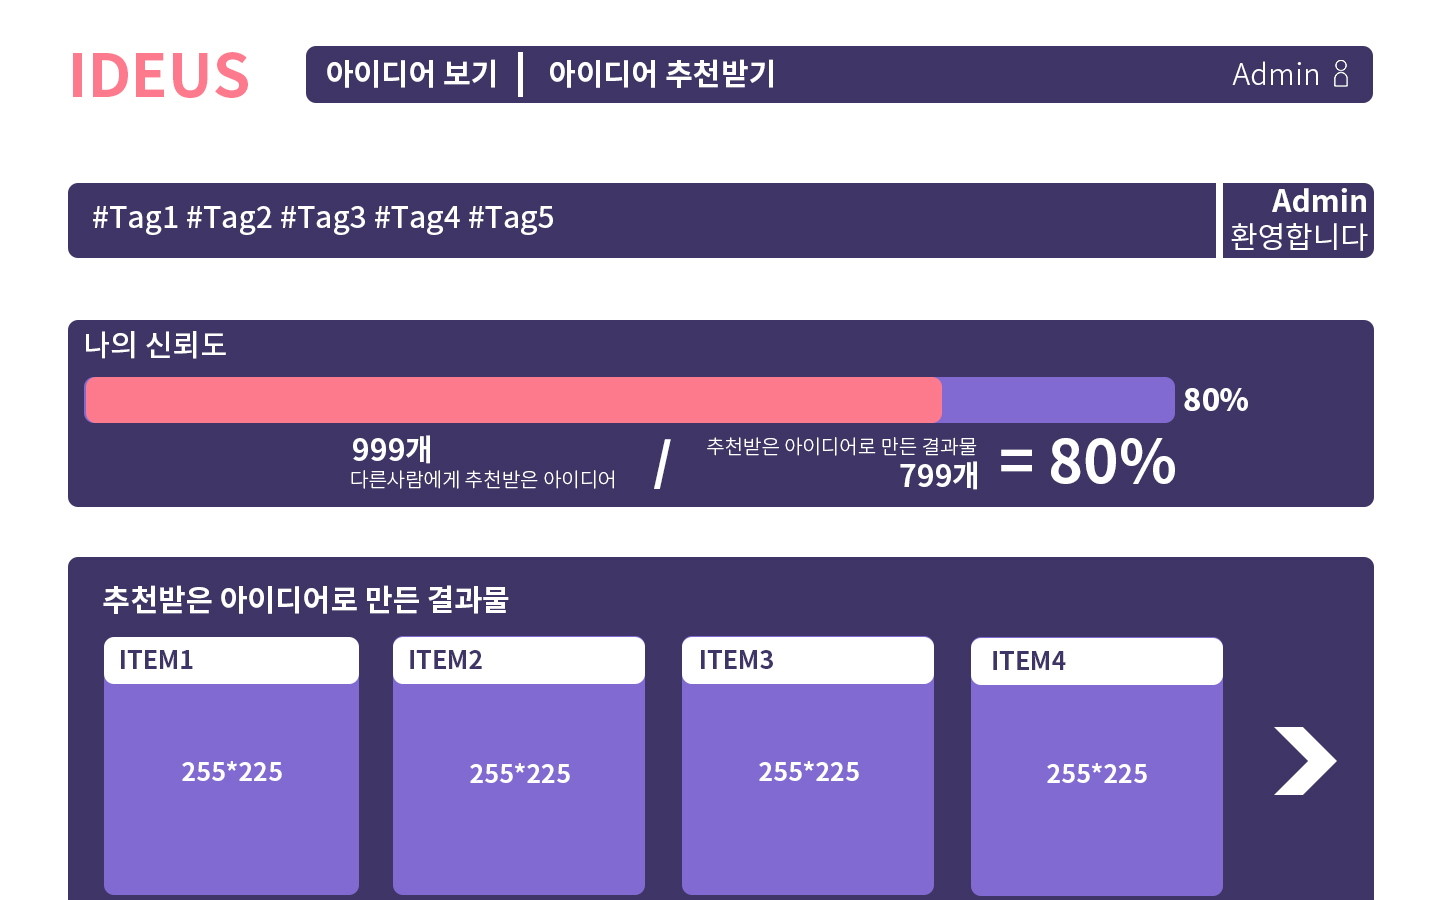 IDEUS
아이디어 보기 | 아이디어 추천받기
Admin
#Tag1 #Tag2 #Tag3 #Tag4 #Tag5
Admin
환영합니다
나의 신뢰도
80%
999개
다른사람에게 추천받은 아이디어
/
추천받은 아이디어로 만든 결과물
799개
= 80%
추천받은 아이디어로 만든 결과물
ITEM1
255*225
ITEM2
255*225
ITEM3
255*225
ITEM4
255*225